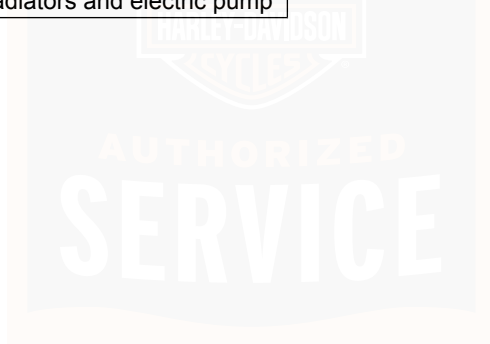 adiators and electric pump
HARLEY-DAVIDSON
CYCLES
AUTHORIZED
SERVICE